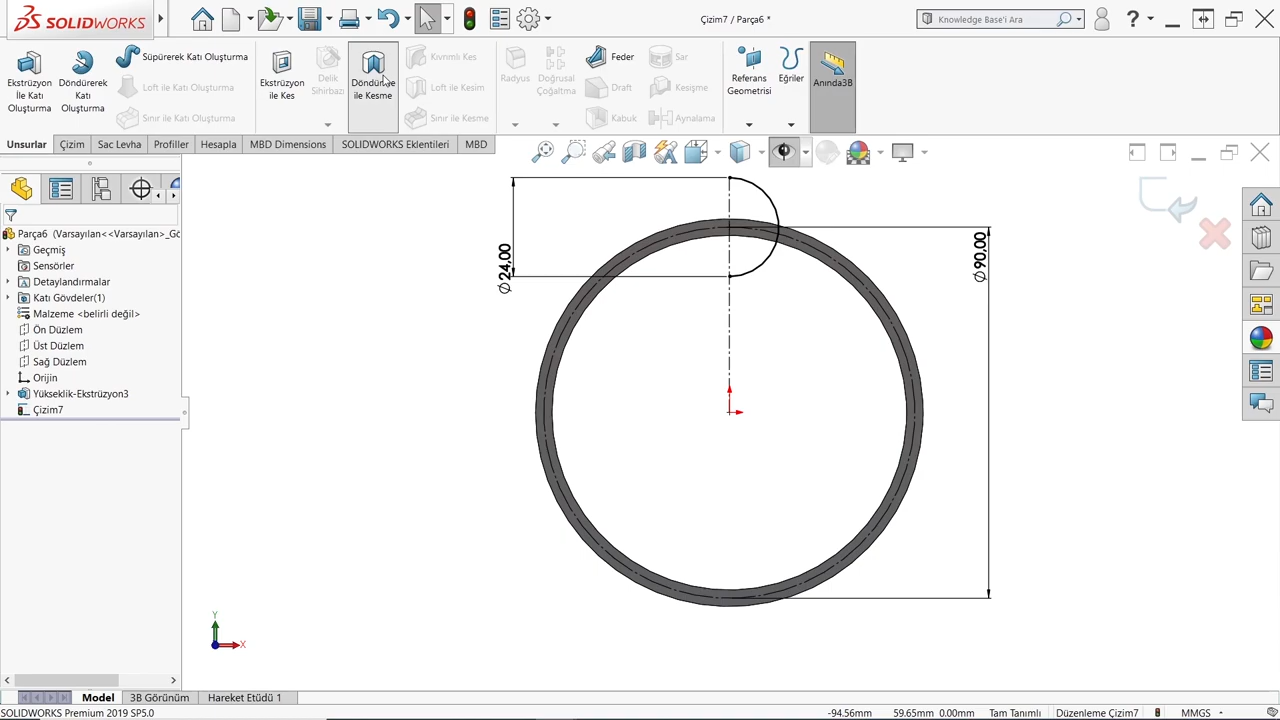 SOLIDWORKS
Çizim7 / Parça6 *
Knowledge Base'i Ara
Ekstrüzyon
İle Katı
Oluşturma
Döndürerek
Katı
Oluşturma
Süpürerek Katı Oluşturma
Loft ile Katı Oluşturma
Sınır ile Katı Oluşturma
Ekstrüzyon
ile Kes
Delik
Sihirbazı
ile Kesme
Kıvrımlı Kes
Loft ile Kesim
Sınır ile Kesme
Radyus
Doğrusal
Çoğaltma
Feder
Draft
Kabuk
Sar
Kesişme
Aynalama
Referans
Geometrisi
Eğriler
Anında3B
Unsurlar
Çizim
Sac Levha
Profiller
Hesapla
MBD Dimensions
SOLIDWORKS Eklentileri
MBD
Parça6 (Varsayılan<<Varsayılan>_Gö
Geçmiş
Sensörler
Detaylandırmalar
Katı Gövdeler(1)
Malzeme <belirli değil>
Ön Düzlem
Üst Düzlem
Sağ Düzlem
Orijin
Yükseklik-Ekstrüzyon3
Çizim7
∅24,00
∅90,00
Y
X
Model
3B Görünüm
Hareket Etüdü 1
SOLIDWORKS Premium 2019 SP5.0
-94.56mm
59.65mm 0.00mm
Tam Tanımlı
Düzenleme Çizim7
MMGS